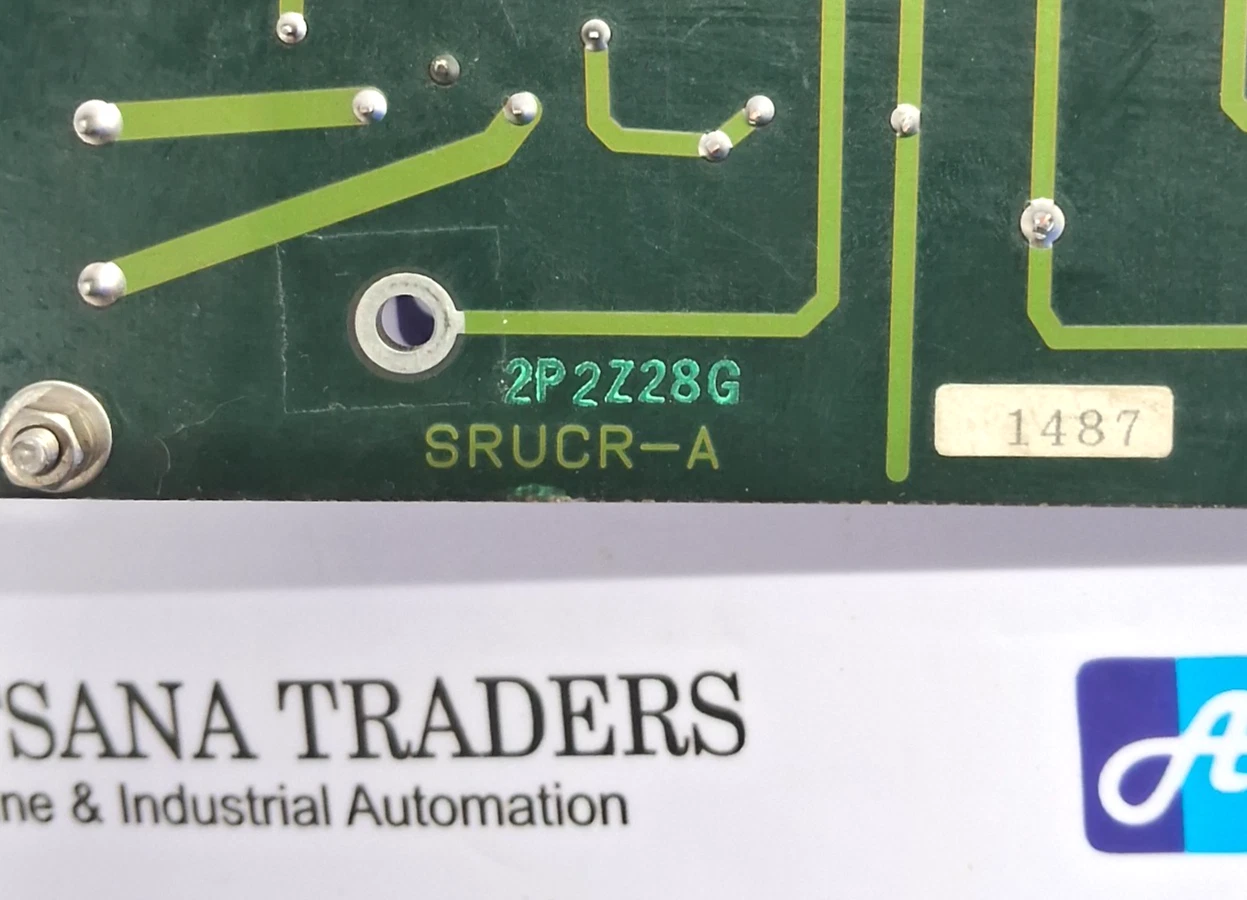 2P2Z28G
SRUCR-A
1487
SANA TRADERS
ne & Industrial Automation
A